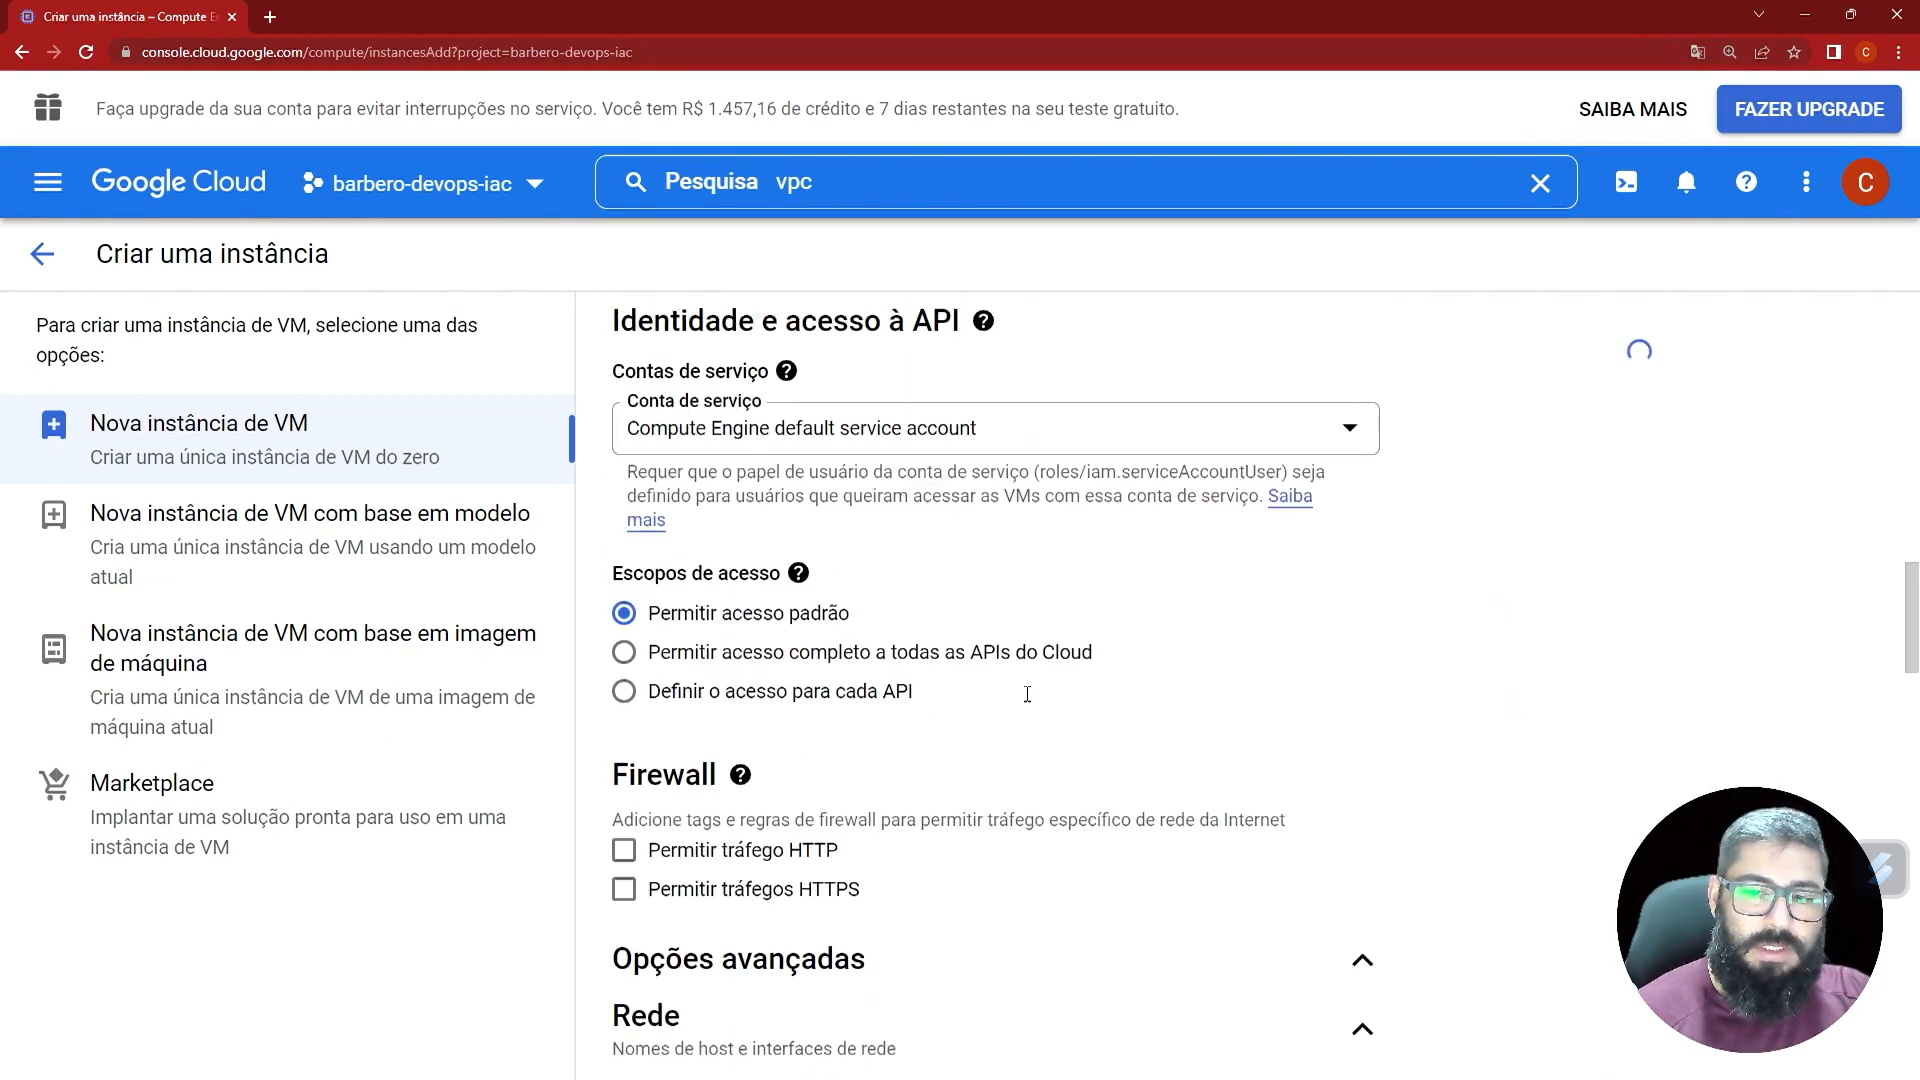 Criar uma instância – Compute E
console.cloud.google.com/compute/instancesAdd?project=barbero-devops-iac
C
Faça upgrade da sua conta para evitar interrupções no serviço. Você tem R$ 1.457,16 de crédito e 7 dias restantes na seu teste gratuito.
SAIBA MAIS
FAZER UPGRADE
Google Cloud
barbero-devops-iac
Pesquisa vpc
C
Criar uma instância
Para criar uma instância de VM, selecione uma das
opções:
Nova instância de VM
Criar uma única instância de VM do zero
Nova instância de VM com base em modelo
Cria uma única instância de VM usando um modelo
atual
Nova instância de VM com base em imagem
de máquina
Cria uma única instância de VM de uma imagem de
máquina atual
Marketplace
Implantar uma solução pronta para uso em uma
instância de VM
Identidade e acesso à API
Contas de serviço
Conta de serviço
Compute Engine default service account
Requer que o papel de usuário da conta de serviço (roles/iam.serviceAccountUser) seja
definido para usuários que queiram acessar as VMs com essa conta de serviço. Saiba
mais
Escopos de acesso
Permitir acesso padrão
Permitir acesso completo a todas as APIs do Cloud
Definir o acesso para cada API
Firewall
Adicione tags e regras de firewall para permitir tráfego específico de rede da Internet
Permitir tráfego HTTP
Permitir tráfegos HTTPS
Opções avançadas
Rede
Nomes de host e interfaces de rede